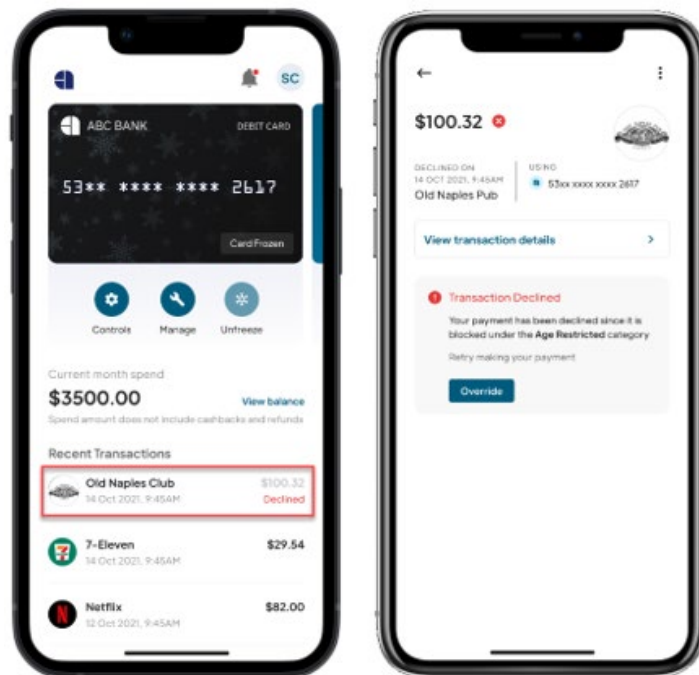 SC
ABC BANK
DEBIT CARD
53** **** **** 2617
Card Frozen
Controls
Manage
Unfreeze
Current month spend
$3500.00
View balance
Spend amount does not include cashbacks and refunds
Recent Transactions
Old Naples Club
$100.32
14 Oct 2021, 9:45AM
Declined
7-Eleven
$29.54
14 Oct 2021, 9:45AM
Netflix
$82.00
12 Oct 2021, 9:45AM
$100.32
DECLINED ON
14 OCT 2021, 9:45AM
Old Naples Pub
USING
53xx xxxx xxxx 2617
View transaction details
Transaction Declined
Your payment has been declined since it is
blocked under the Age Restricted category
Retry making your payment
Override